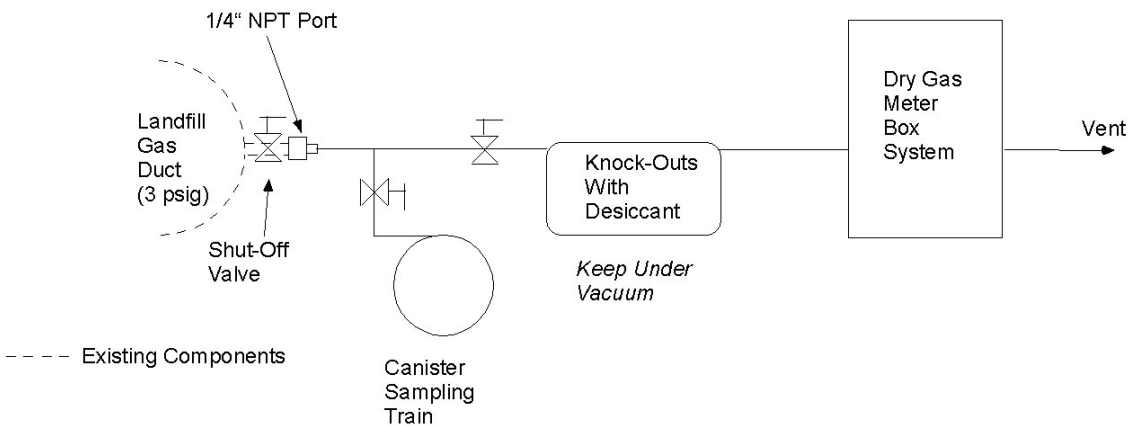 1/4“ NPT Port
Landfill
Gas
Duct
(3 psig)
Shut-Off
Valve
Knock-Outs
With
Desiccant
Keep Under
Vacuum
Dry Gas
Meter
Box
System
Vent
Canister
Sampling
Train
Existing Components